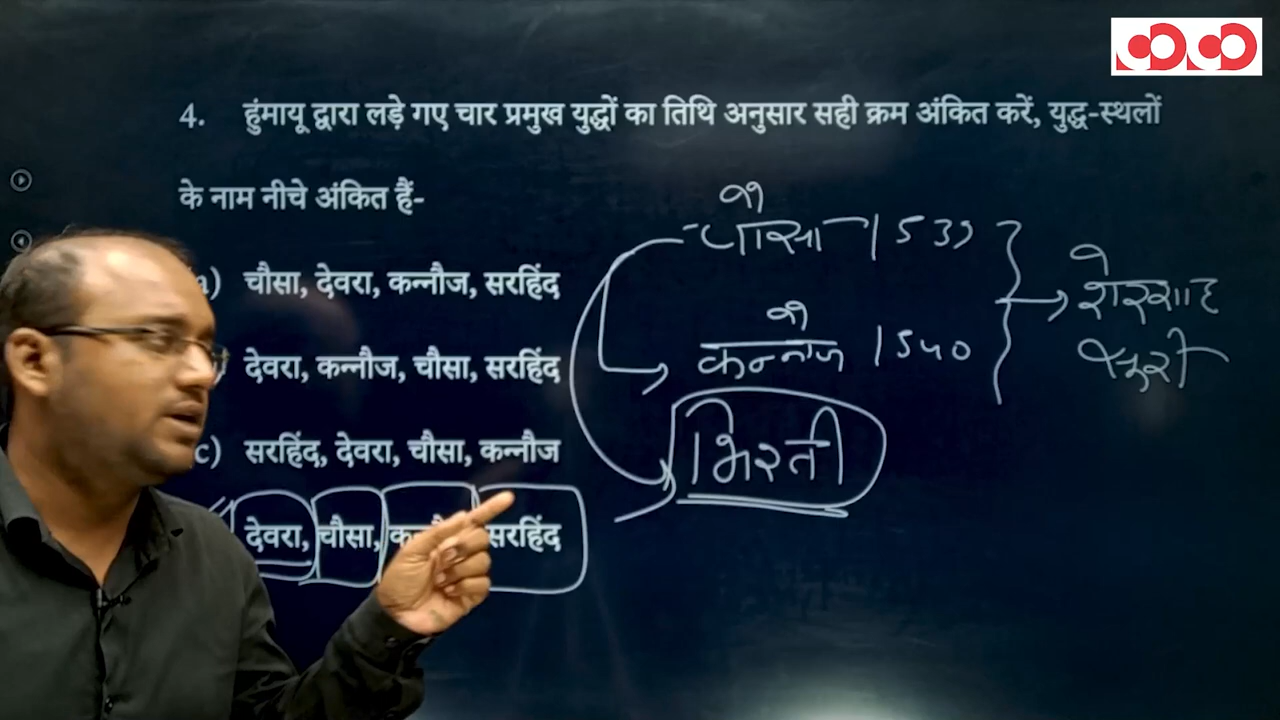 4. हुंमायू द्वारा लड़े गए चार प्रमुख युद्धों का तिथि अनुसार सही क्रम अंकित करें, युद्ध-स्थलों
के नाम नीचे अंकित हैं-
a) चौसा, देवरा, कन्नौज, सरहिंद
देवरा, कन्नौज, चौसा, सरहिंद
c) सरहिंद, देवरा, चौसा, कन्नौज
देवरा, चौसा, सरहिंद
चौसा 1539
कन्नौज 1540
शेरशाह
सूरी
भिश्ती